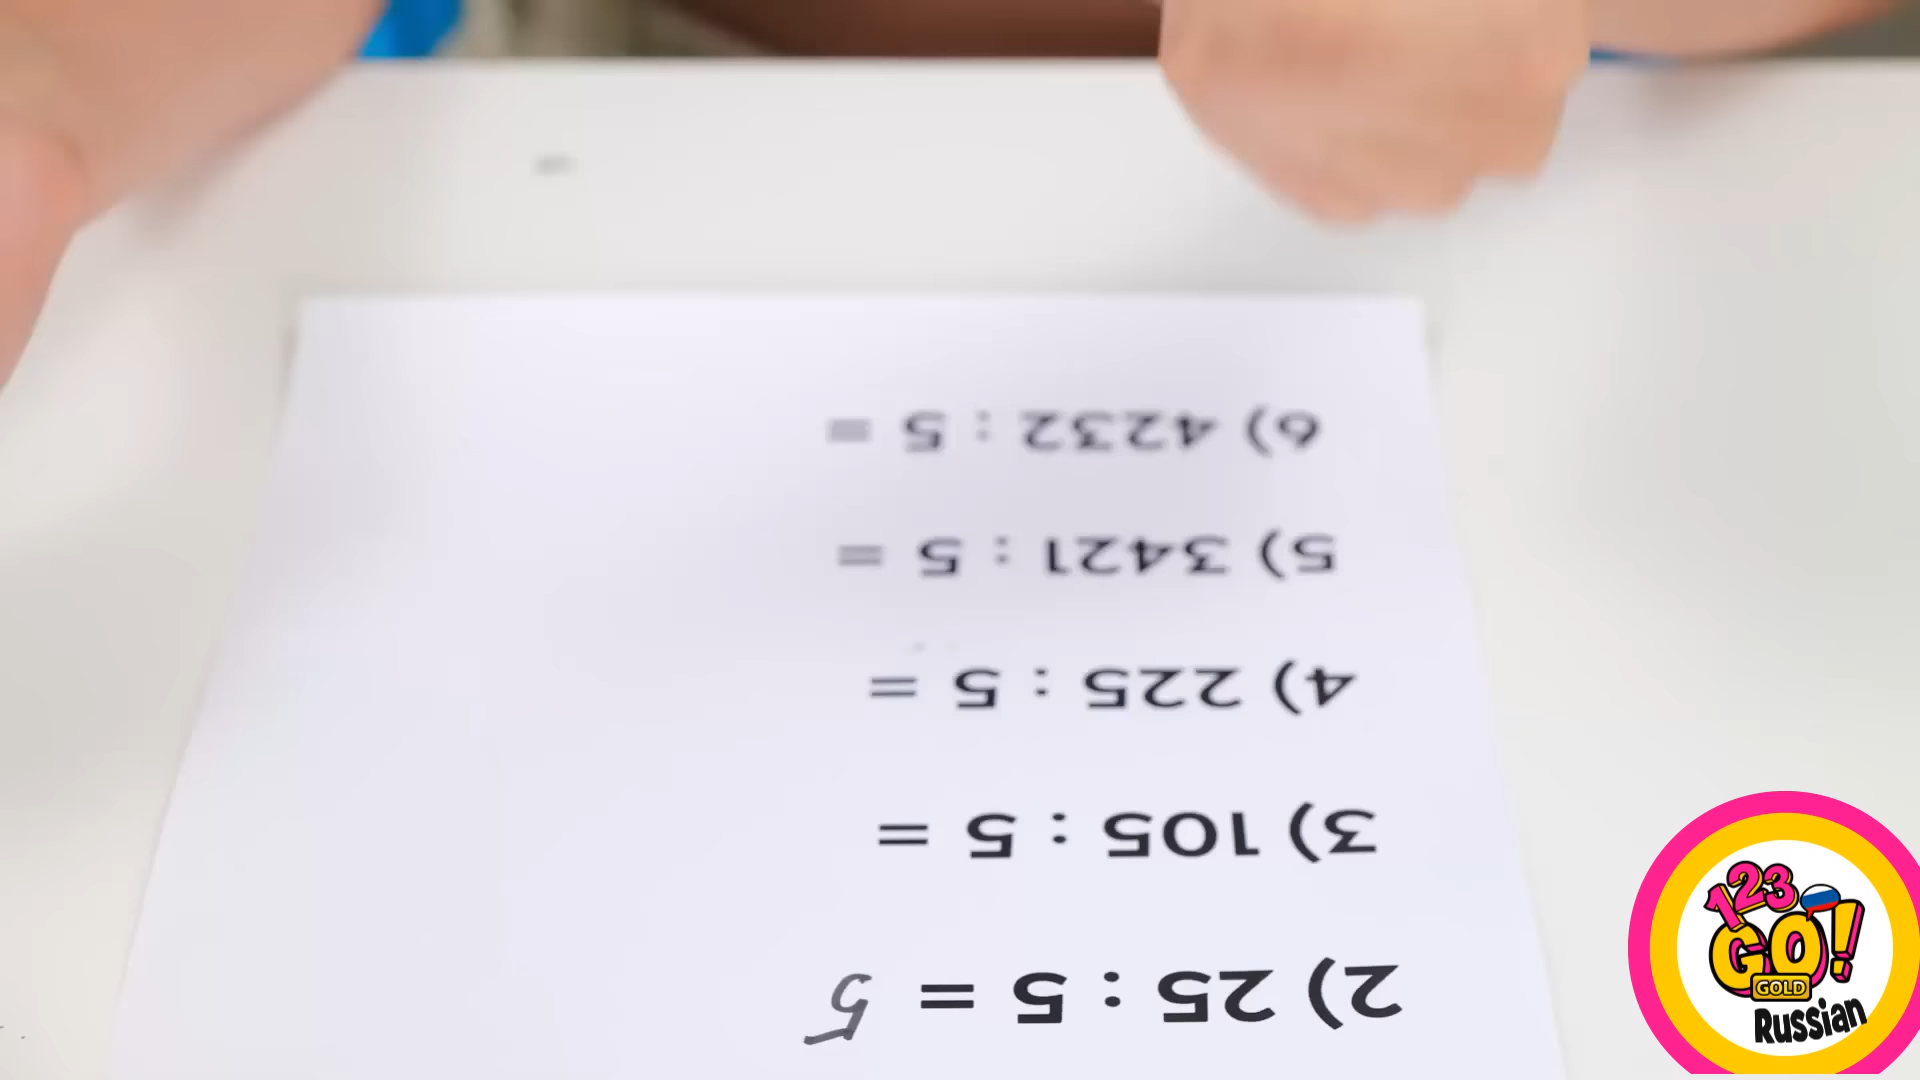 2) 25 : 5 = 5
3) 105 : 5 =
4) 225 : 5 =
5) 3421 : 5 =
6) 4232 : 5 =
123
GO!
GOLD
Russian